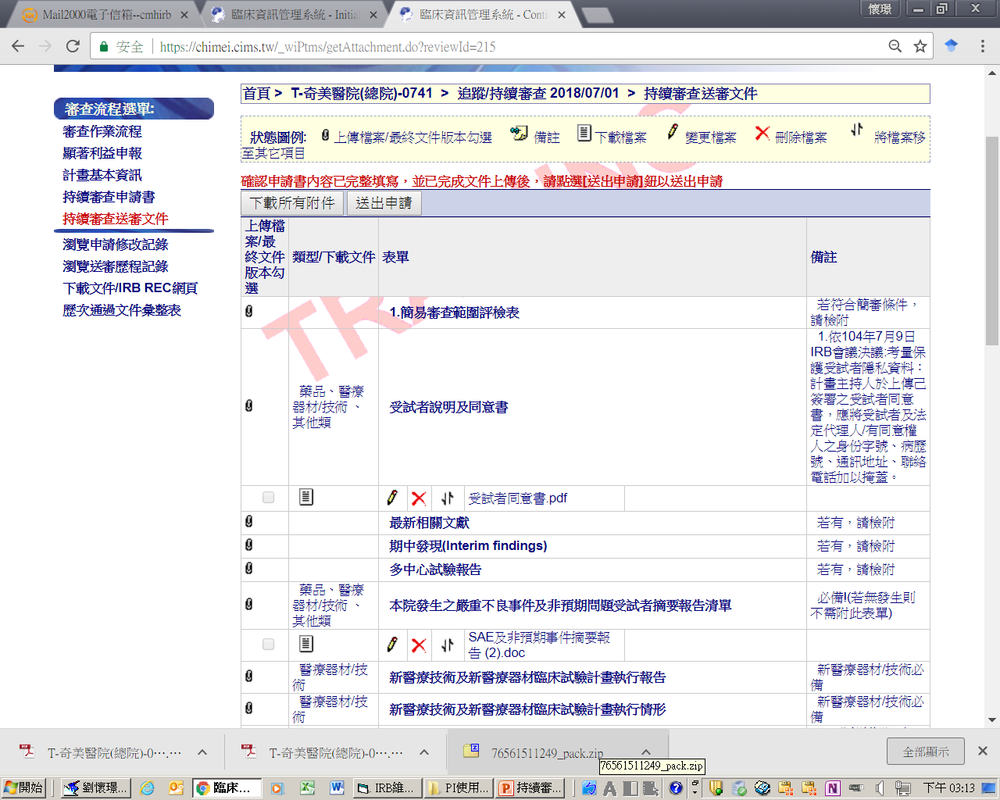 Mail2000電子信箱--cmhirb
臨床資訊管理系統 - Initia
臨床資訊管理系統 - Conti
懷璟
安全
https://chimei.cims.tw/_wiPtms/getAttachment.do?reviewId=215
首頁 > T-奇美醫院(總院)-0741 > 追蹤/持續審查 2018/07/01 > 持續審查送審文件
審查流程選單:
審查作業流程
顯著利益申報
計畫基本資訊
持續審查申請書
持續審查送審文件
瀏覽申請修改記錄
瀏覽送審歷程記錄
下載文件/IRB REC網頁
歷次通過文件彙整表
狀態圖例: 上傳檔案/最終文件版本勾選 備註 下載檔案 變更檔案 刪除檔案 將檔案移
至其它項目
確認申請書內容已完整填寫，並已完成文件上傳後，請點選[送出申請]鈕以送出申請
下載所有附件 送出申請
上傳檔
案/最
終文件
版本勾
選
類型/下載文件
表單
備註
1.簡易審查範圍評檢表
若符合簡審條件，
請檢附
藥品、醫療
器材/技術 、
其他類
受試者說明及同意書
1.依104年7月9日
IRB會議決議:考量保
護受試者隱私資料：
計畫主持人於上傳己
簽署之受試者同意
書，應將受試者及法
定代理人/有同意權
人之身份字號、病歷
號、通訊地址、聯絡
電話加以掩蓋。
受試者同意書.pdf
最新相關文獻
若有，請檢附
期中發現(Interim findings)
若有，請檢附
多中心試驗報告
若有，請檢附
藥品、醫療
器材/技術 、
其他類
本院發生之嚴重不良事件及非預期問題受試者摘要報告清單
必備!(若無發生則
不需附此表單)
SAE及非預期事件摘要報
告 (2).doc
醫療器材/技
術
新醫療技術及新醫療器材臨床試驗計畫執行報告
新醫療器材/技術必
備
醫療器材/技
術
新醫療技術及新醫療器材臨床試驗計畫執行情形
新醫療器材/技術必
備
T-奇美醫院(總院)-0….…
T-奇美醫院(總院)-0….…
76561511249_pack.zip
全部顯示
76561511249_pack.zip
開始
劉懷璟...
臨床...
IRB維...
PI使用...
持續審...
下午 03:13